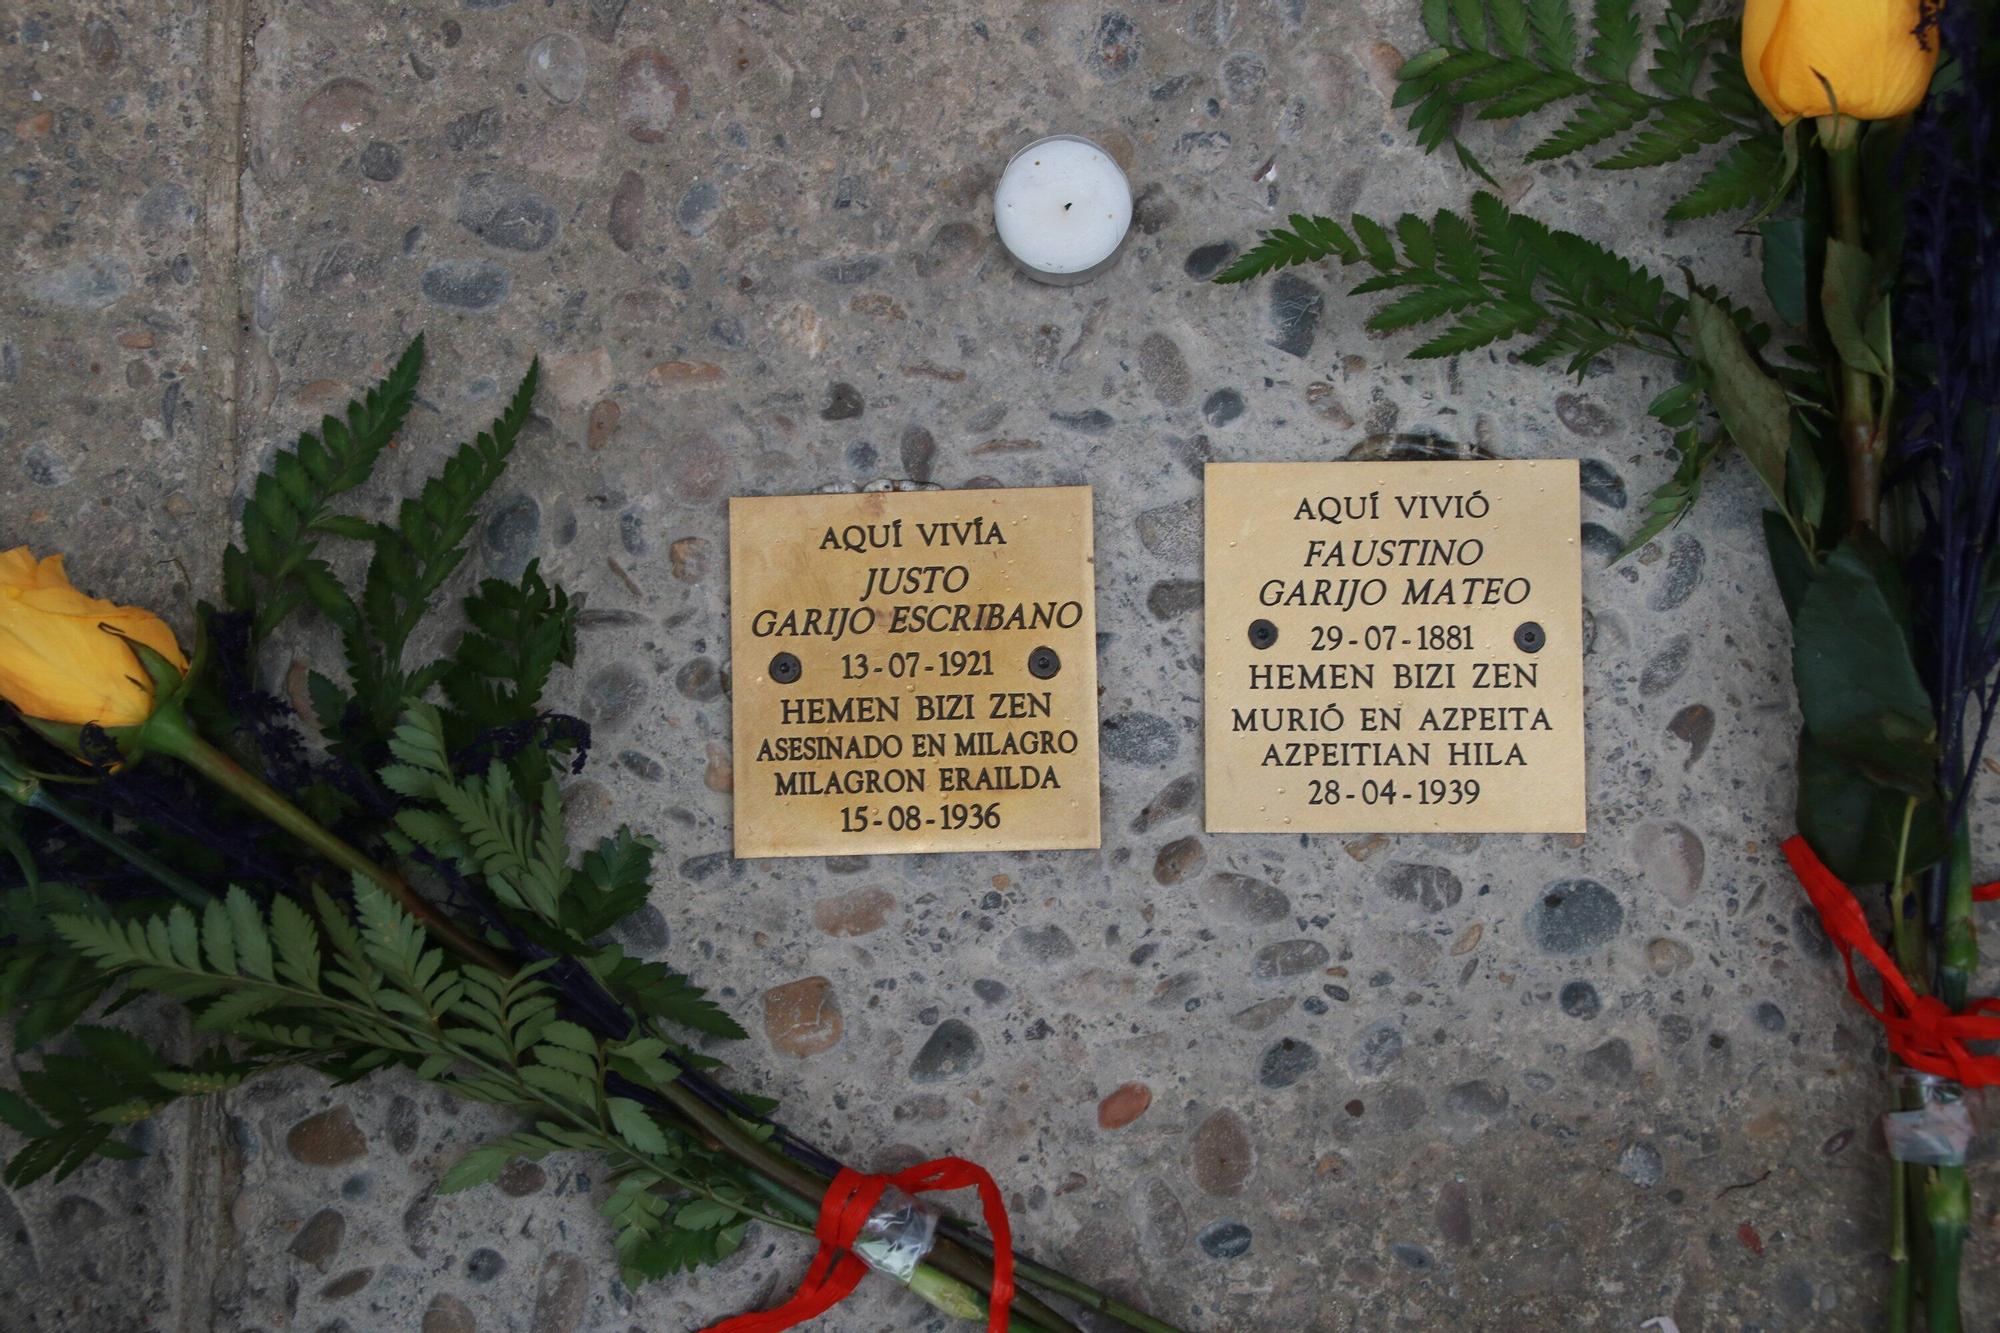 AQUÍ VIVÍA
JUSTO
GARIJO ESCRIBANO
13-07-1921
HEMEN BIZI ZEN
ASESINADO EN MILAGRO
MILAGRON ERAILDA
15-08-1936
AQUÍ VIVIÓ
FAUSTINO
GARIJO MATEO
29-07-1881
HEMEN BIZI ZEN
MURIÓ EN AZPEITA
AZPEITIAN HILA
28-04-1939